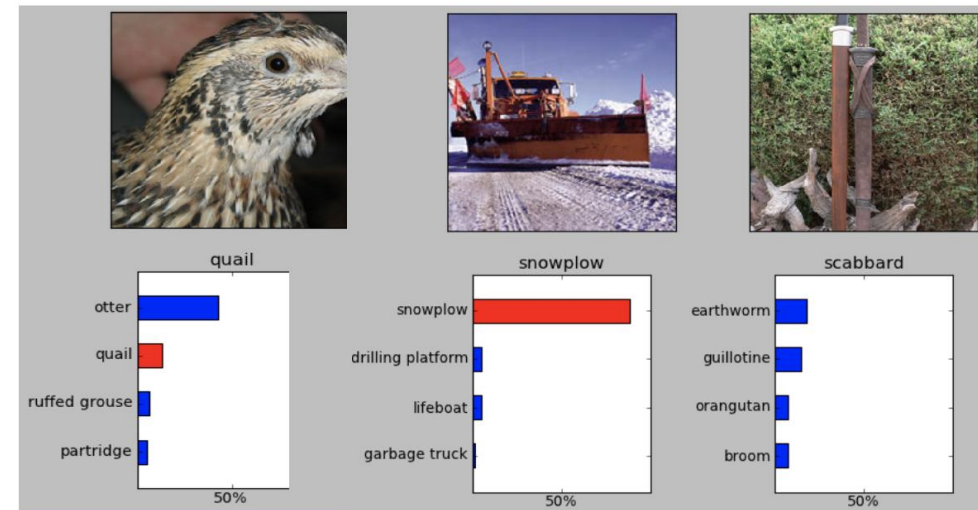 quail
otter
quail
ruffed grouse
partridge
50%
snowplow
snowplow
drilling platform
lifeboat
garbage truck
50%
scabbard
earthworm
guillotine
orangutan
broom
50%